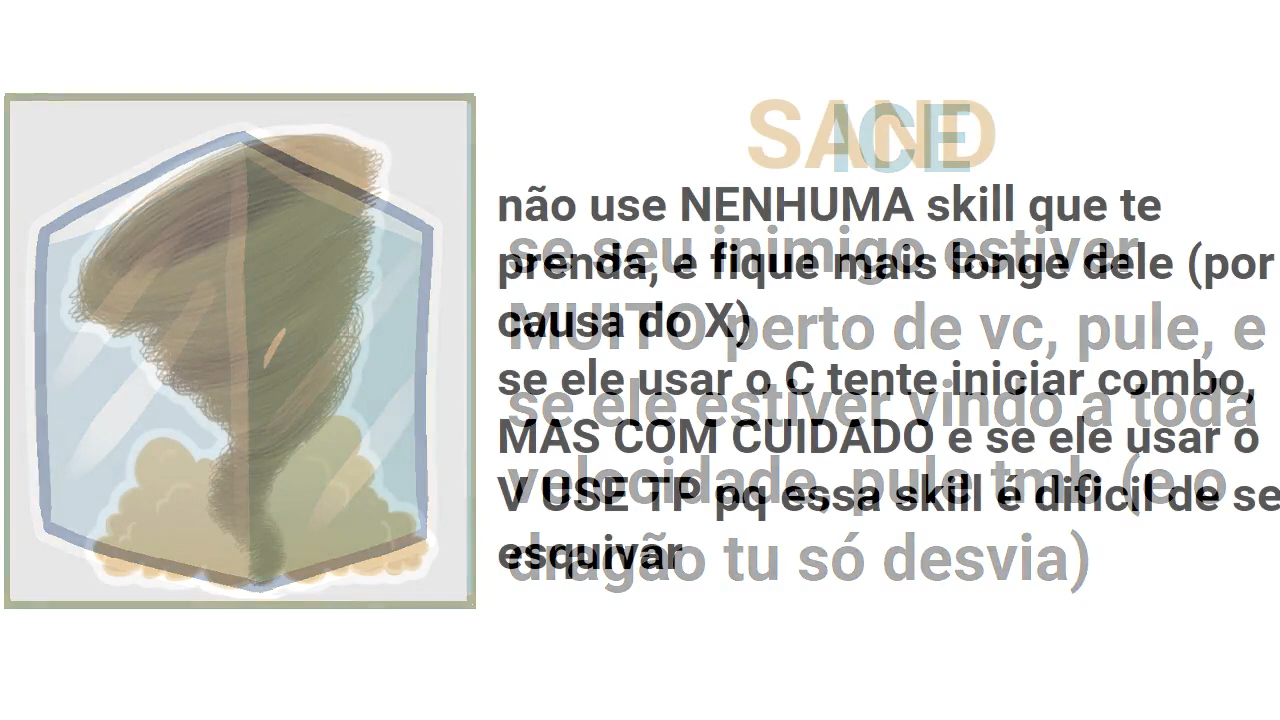 SAND
ICE
não use NENHUMA skill que te
prenda, e fique mais longe dele (por
causa do X)
se ele usar o C tente iniciar combo,
MAS COM CUIDADO e se ele usar o
V USE TP pq essa skill é dificil de se
esquivar
se seu inimigo estiver
MUITO perto de vc, pule, e
se ele estiver vindo a toda
velocidade, pule tmb (e o
dragão tu só desvia)